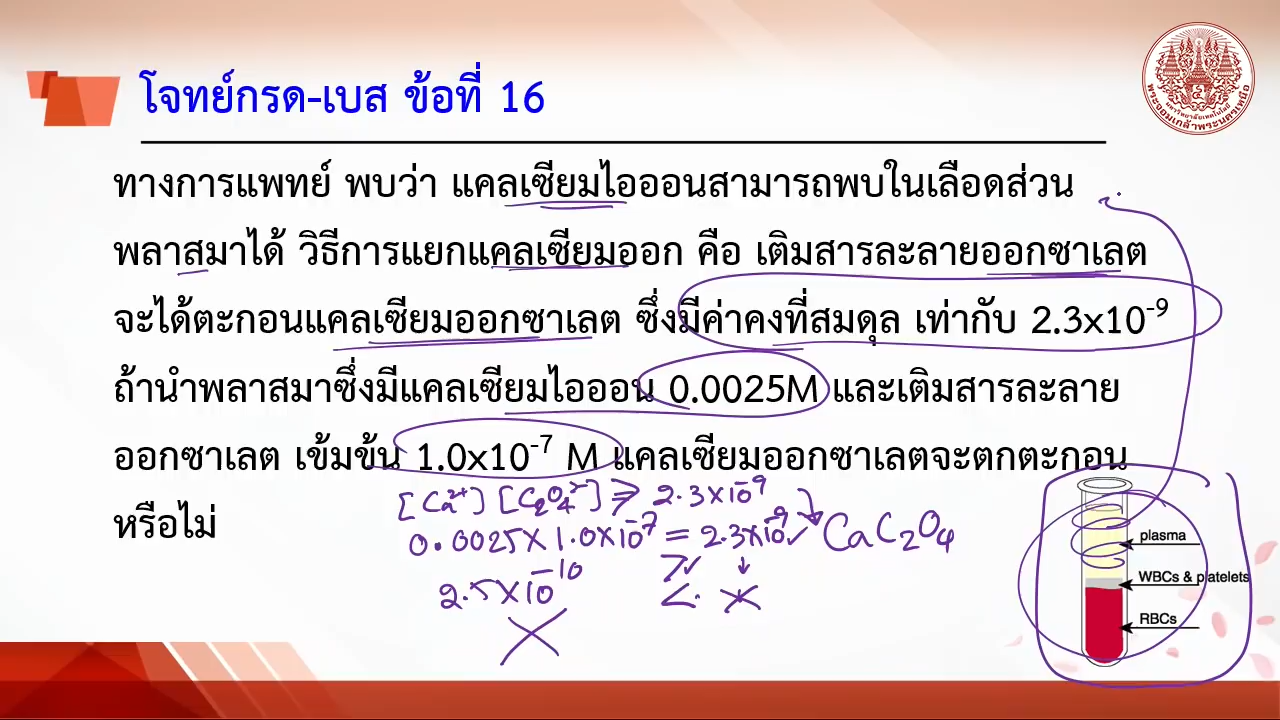 โจทย์กรด-เบส ข้อที่ 16
ทางการแพทย์ พบว่า แคลเซียมไอออนสามารถพบในเลือดส่วน
พลาสมาได้ วิธีการแยกแคลเซียมออก คือ เติมสารละลายออกซาเลต
จะได้ตะกอนแคลเซียมออกซาเลต ซึ่งมีค่าคงที่สมดุล เท่ากับ 2.3x10⁻⁹
ถ้านำพลาสมาซึ่งมีแคลเซียมไอออน 0.0025M และเติมสารละลาย
ออกซาเลต เข้มข้น 1.0x10⁻⁷ M แคลเซียมออกซาเลตจะตกตะกอน
หรือไม่
[Ca²⁺] [C₂O₄²⁻] ⇒ 2.3×10⁻⁹
0.0025×1.0×10⁻⁷ = 2.3×10⁻⁹ ✓ CaC₂O₄
2.5×10⁻¹⁰
plasma
WBCs & platelets
RBCs